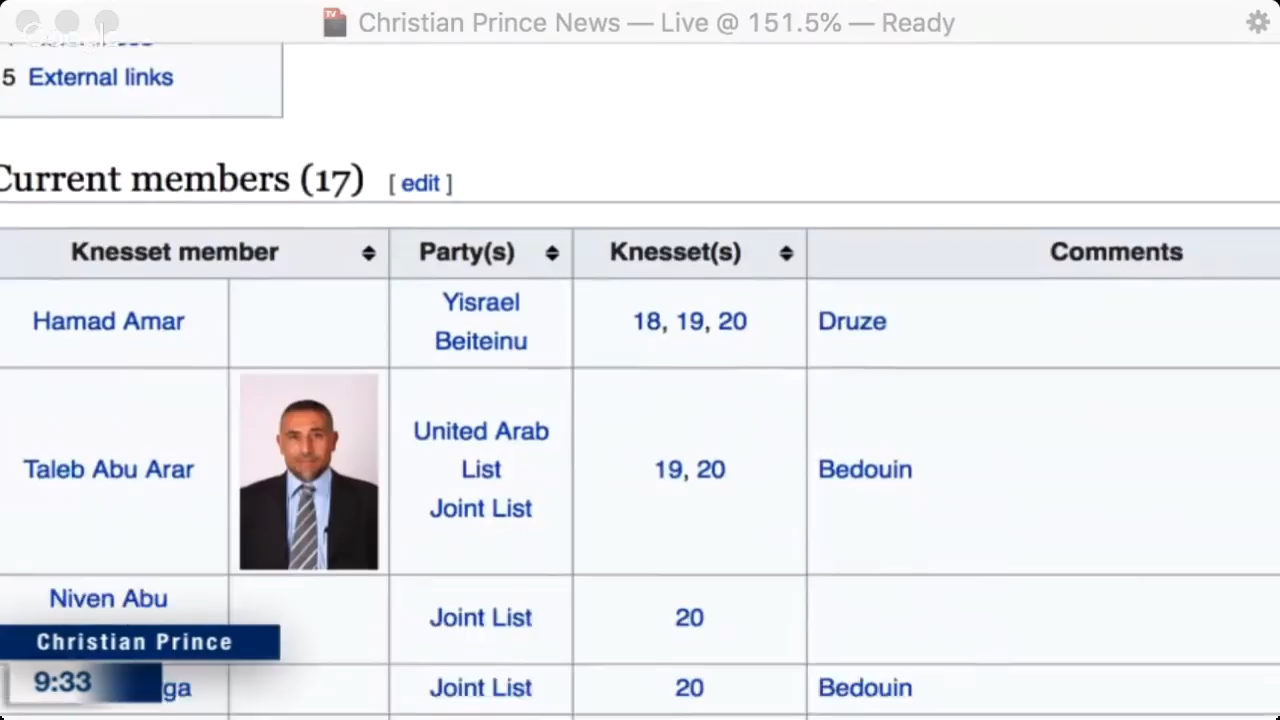 TV Christian Prince News — Live @ 151.5% — Ready
5 External links
Current members (17) [ edit ]
Knesset member Party(s) Knesset(s) Comments
Hamad Amar Yisrael Beiteinu 18, 19, 20 Druze
Taleb Abu Arar United Arab List Joint List 19, 20 Bedouin
Niven Abu Joint List 20
Christian Prince
9:33
ga Joint List 20 Bedouin